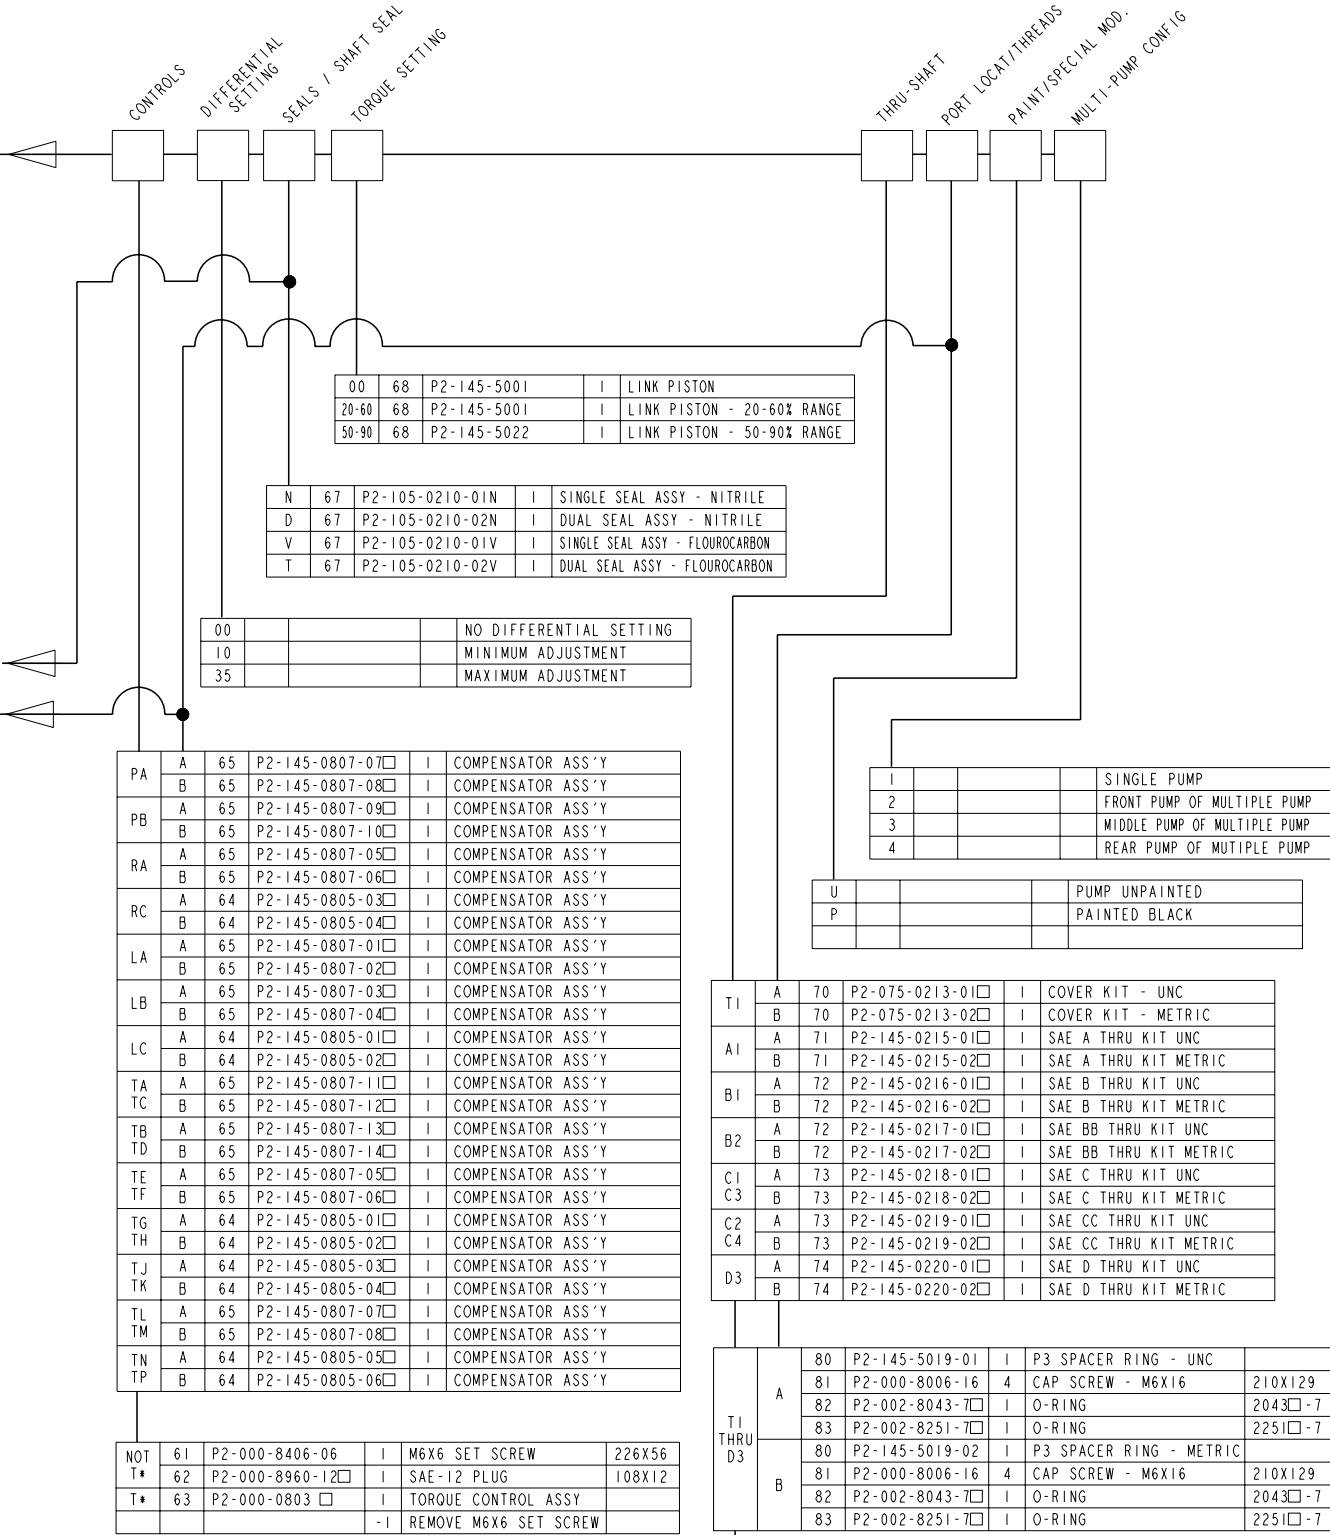 CONTROLS
DIFFERENTIAL
SETTING
SEALS / SHAFT SEAL
TORQUE SETTING
THRU-SHAFT
PORT LOCAT/THREADS
PAINT/SPECIAL MOD.
MULTI-PUMP CONFIG
00 68 P2-145-5001 1 LINK PISTON
20-60 68 P2-145-5001 1 LINK PISTON - 20-60% RANGE
50-90 68 P2-145-5022 1 LINK PISTON - 50-90% RANGE
N 67 P2-105-0210-01N 1 SINGLE SEAL ASSY - NITRILE
D 67 P2-105-0210-02N 1 DUAL SEAL ASSY - NITRILE
V 67 P2-105-0210-01V 1 SINGLE SEAL ASSY - FLOUROCARBON
T 67 P2-105-0210-02V 1 DUAL SEAL ASSY - FLOUROCARBON
00 NO DIFFERENTIAL SETTING
10 MINIMUM ADJUSTMENT
35 MAXIMUM ADJUSTMENT
PA A 65 P2-145-0807-07□ 1 COMPENSATOR ASS'Y
B 65 P2-145-0807-08□ 1 COMPENSATOR ASS'Y
PB A 65 P2-145-0807-09□ 1 COMPENSATOR ASS'Y
B 65 P2-145-0807-10□ 1 COMPENSATOR ASS'Y
RA A 65 P2-145-0807-05□ 1 COMPENSATOR ASS'Y
B 65 P2-145-0807-06□ 1 COMPENSATOR ASS'Y
RC A 64 P2-145-0805-03□ 1 COMPENSATOR ASS'Y
B 64 P2-145-0805-04□ 1 COMPENSATOR ASS'Y
LA A 65 P2-145-0807-01□ 1 COMPENSATOR ASS'Y
B 65 P2-145-0807-02□ 1 COMPENSATOR ASS'Y
LB A 65 P2-145-0807-03□ 1 COMPENSATOR ASS'Y
B 65 P2-145-0807-04□ 1 COMPENSATOR ASS'Y
LC A 64 P2-145-0805-01□ 1 COMPENSATOR ASS'Y
B 64 P2-145-0805-02□ 1 COMPENSATOR ASS'Y
TA A 65 P2-145-0807-11□ 1 COMPENSATOR ASS'Y
TC B 65 P2-145-0807-12□ 1 COMPENSATOR ASS'Y
TB A 65 P2-145-0807-13□ 1 COMPENSATOR ASS'Y
TD B 65 P2-145-0807-14□ 1 COMPENSATOR ASS'Y
TE A 65 P2-145-0807-05□ 1 COMPENSATOR ASS'Y
TF B 65 P2-145-0807-06□ 1 COMPENSATOR ASS'Y
TG A 64 P2-145-0805-01□ 1 COMPENSATOR ASS'Y
TH B 64 P2-145-0805-02□ 1 COMPENSATOR ASS'Y
TJ A 64 P2-145-0805-03□ 1 COMPENSATOR ASS'Y
TK B 64 P2-145-0805-04□ 1 COMPENSATOR ASS'Y
TL A 65 P2-145-0807-07□ 1 COMPENSATOR ASS'Y
TM B 65 P2-145-0807-08□ 1 COMPENSATOR ASS'Y
TN A 64 P2-145-0805-05□ 1 COMPENSATOR ASS'Y
TP B 64 P2-145-0805-06□ 1 COMPENSATOR ASS'Y
NOT 61 P2-000-8406-06 1 M6X6 SET SCREW 226X56
T* 62 P2-000-8960-12□ 1 SAE-12 PLUG 108X12
T* 63 P2-000-0803 □ 1 TORQUE CONTROL ASSY
-1 REMOVE M6X6 SET SCREW
1 SINGLE PUMP
2 FRONT PUMP OF MULTIPLE PUMP
3 MIDDLE PUMP OF MULTIPLE PUMP
4 REAR PUMP OF MUTIPLE PUMP
U PUMP UNPAINTED
P PAINTED BLACK
T1 A 70 P2-075-0213-01□ 1 COVER KIT - UNC
B 70 P2-075-0213-02□ 1 COVER KIT - METRIC
A1 A 71 P2-145-0215-01□ 1 SAE A THRU KIT UNC
B 71 P2-145-0215-02□ 1 SAE A THRU KIT METRIC
B1 A 72 P2-145-0216-01□ 1 SAE B THRU KIT UNC
B 72 P2-145-0216-02□ 1 SAE B THRU KIT METRIC
B2 A 72 P2-145-0217-01□ 1 SAE BB THRU KIT UNC
B 72 P2-145-0217-02□ 1 SAE BB THRU KIT METRIC
C1 A 73 P2-145-0218-01□ 1 SAE C THRU KIT UNC
C3 B 73 P2-145-0218-02□ 1 SAE C THRU KIT METRIC
C2 A 73 P2-145-0219-01□ 1 SAE CC THRU KIT UNC
C4 B 73 P2-145-0219-02□ 1 SAE CC THRU KIT METRIC
D3 A 74 P2-145-0220-01□ 1 SAE D THRU KIT UNC
B 74 P2-145-0220-02□ 1 SAE D THRU KIT METRIC
T1 THRU D3
A 80 P2-145-5019-01 1 P3 SPACER RING - UNC
81 P2-000-8006-16 4 CAP SCREW - M6X16 210X129
82 P2-002-8043-7□ 1 O-RING 2043□-7
83 P2-002-8251-7□ 1 O-RING 2251□-7
B 80 P2-145-5019-02 1 P3 SPACER RING - METRIC
81 P2-000-8006-16 4 CAP SCREW - M6X16 210X129
82 P2-002-8043-7□ 1 O-RING 2043□-7
83 P2-002-8251-7□ 1 O-RING 2251□-7